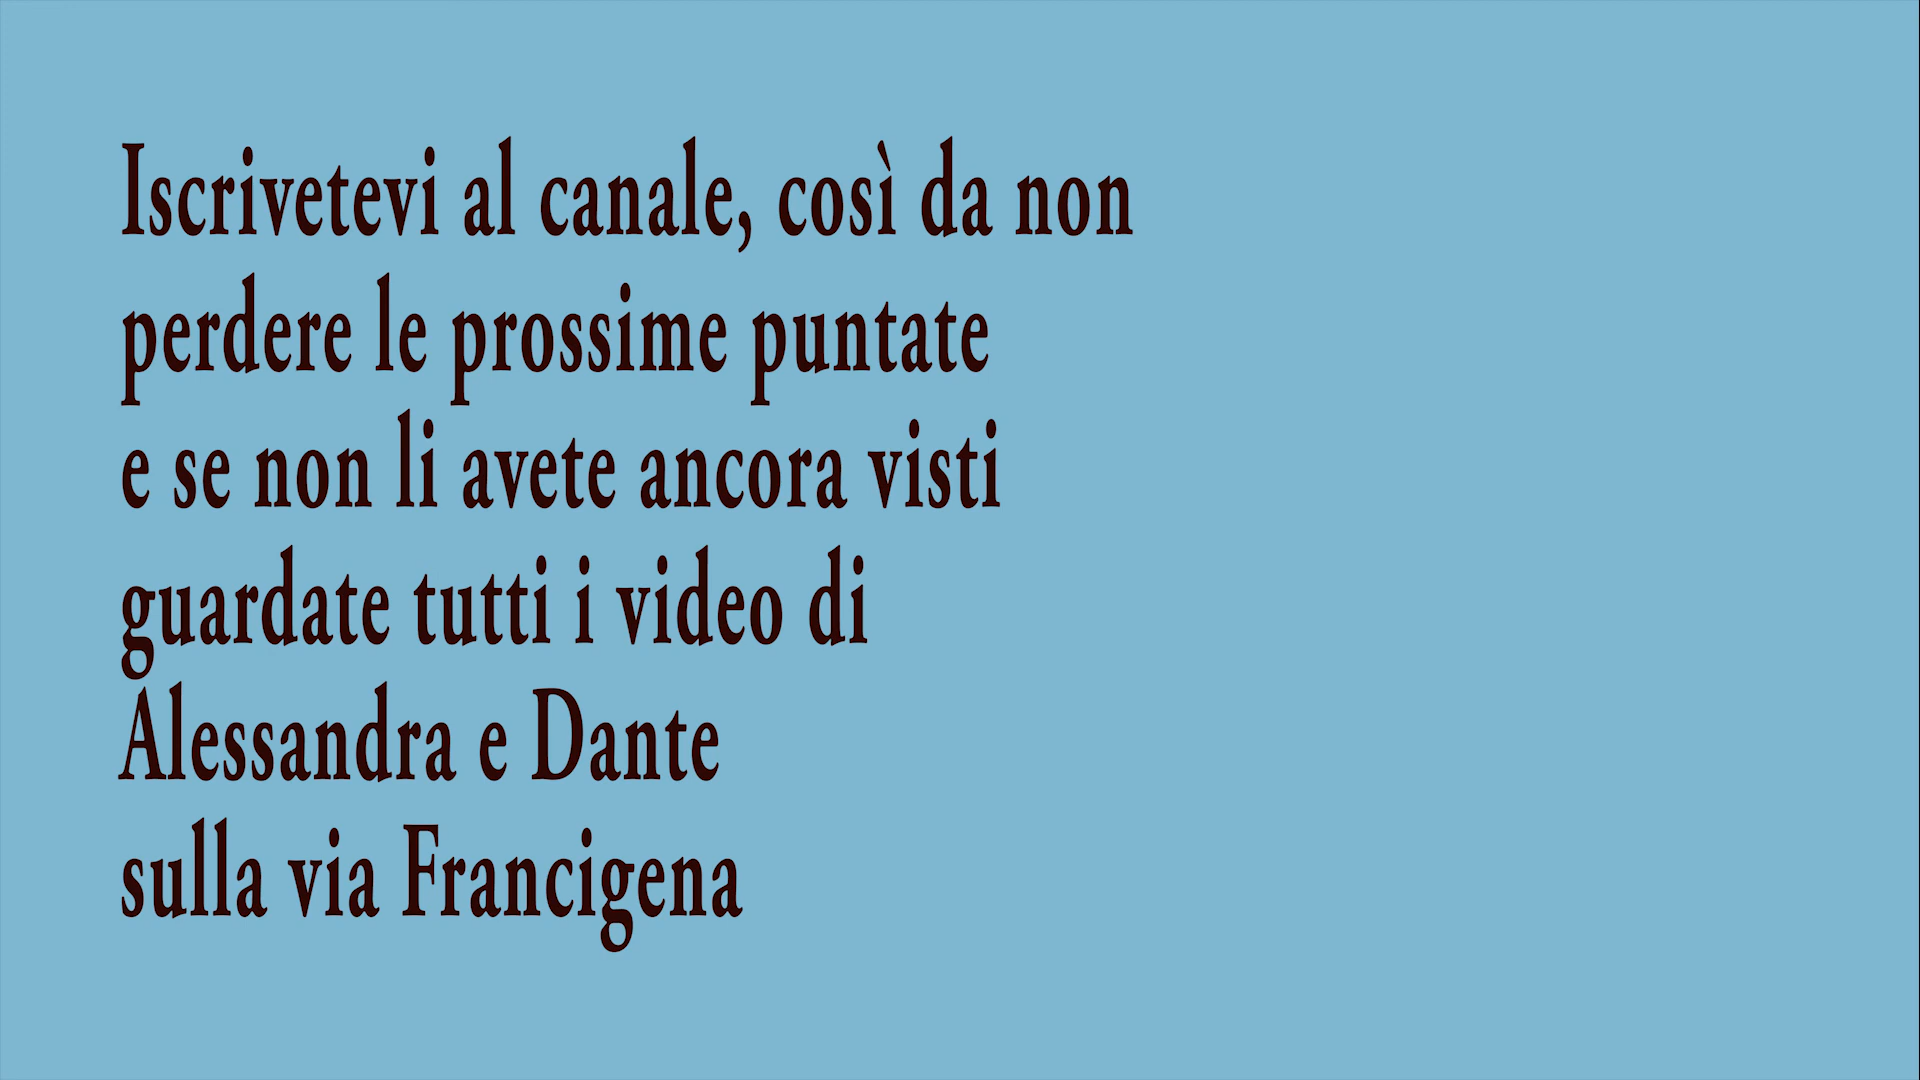 Iscrivetevi al canale, così da non
perdere le prossime puntate
e se non li avete ancora visti
guardate tutti i video di
Alessandra e Dante
sulla via Francigena